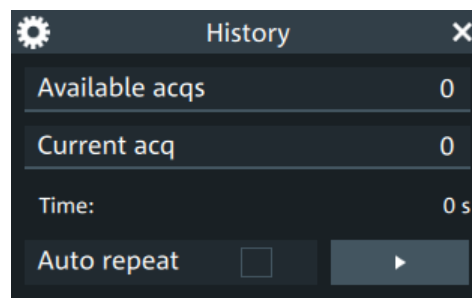 History
Available acqs 0
Current acq 0
Time: 0 s
Auto repeat